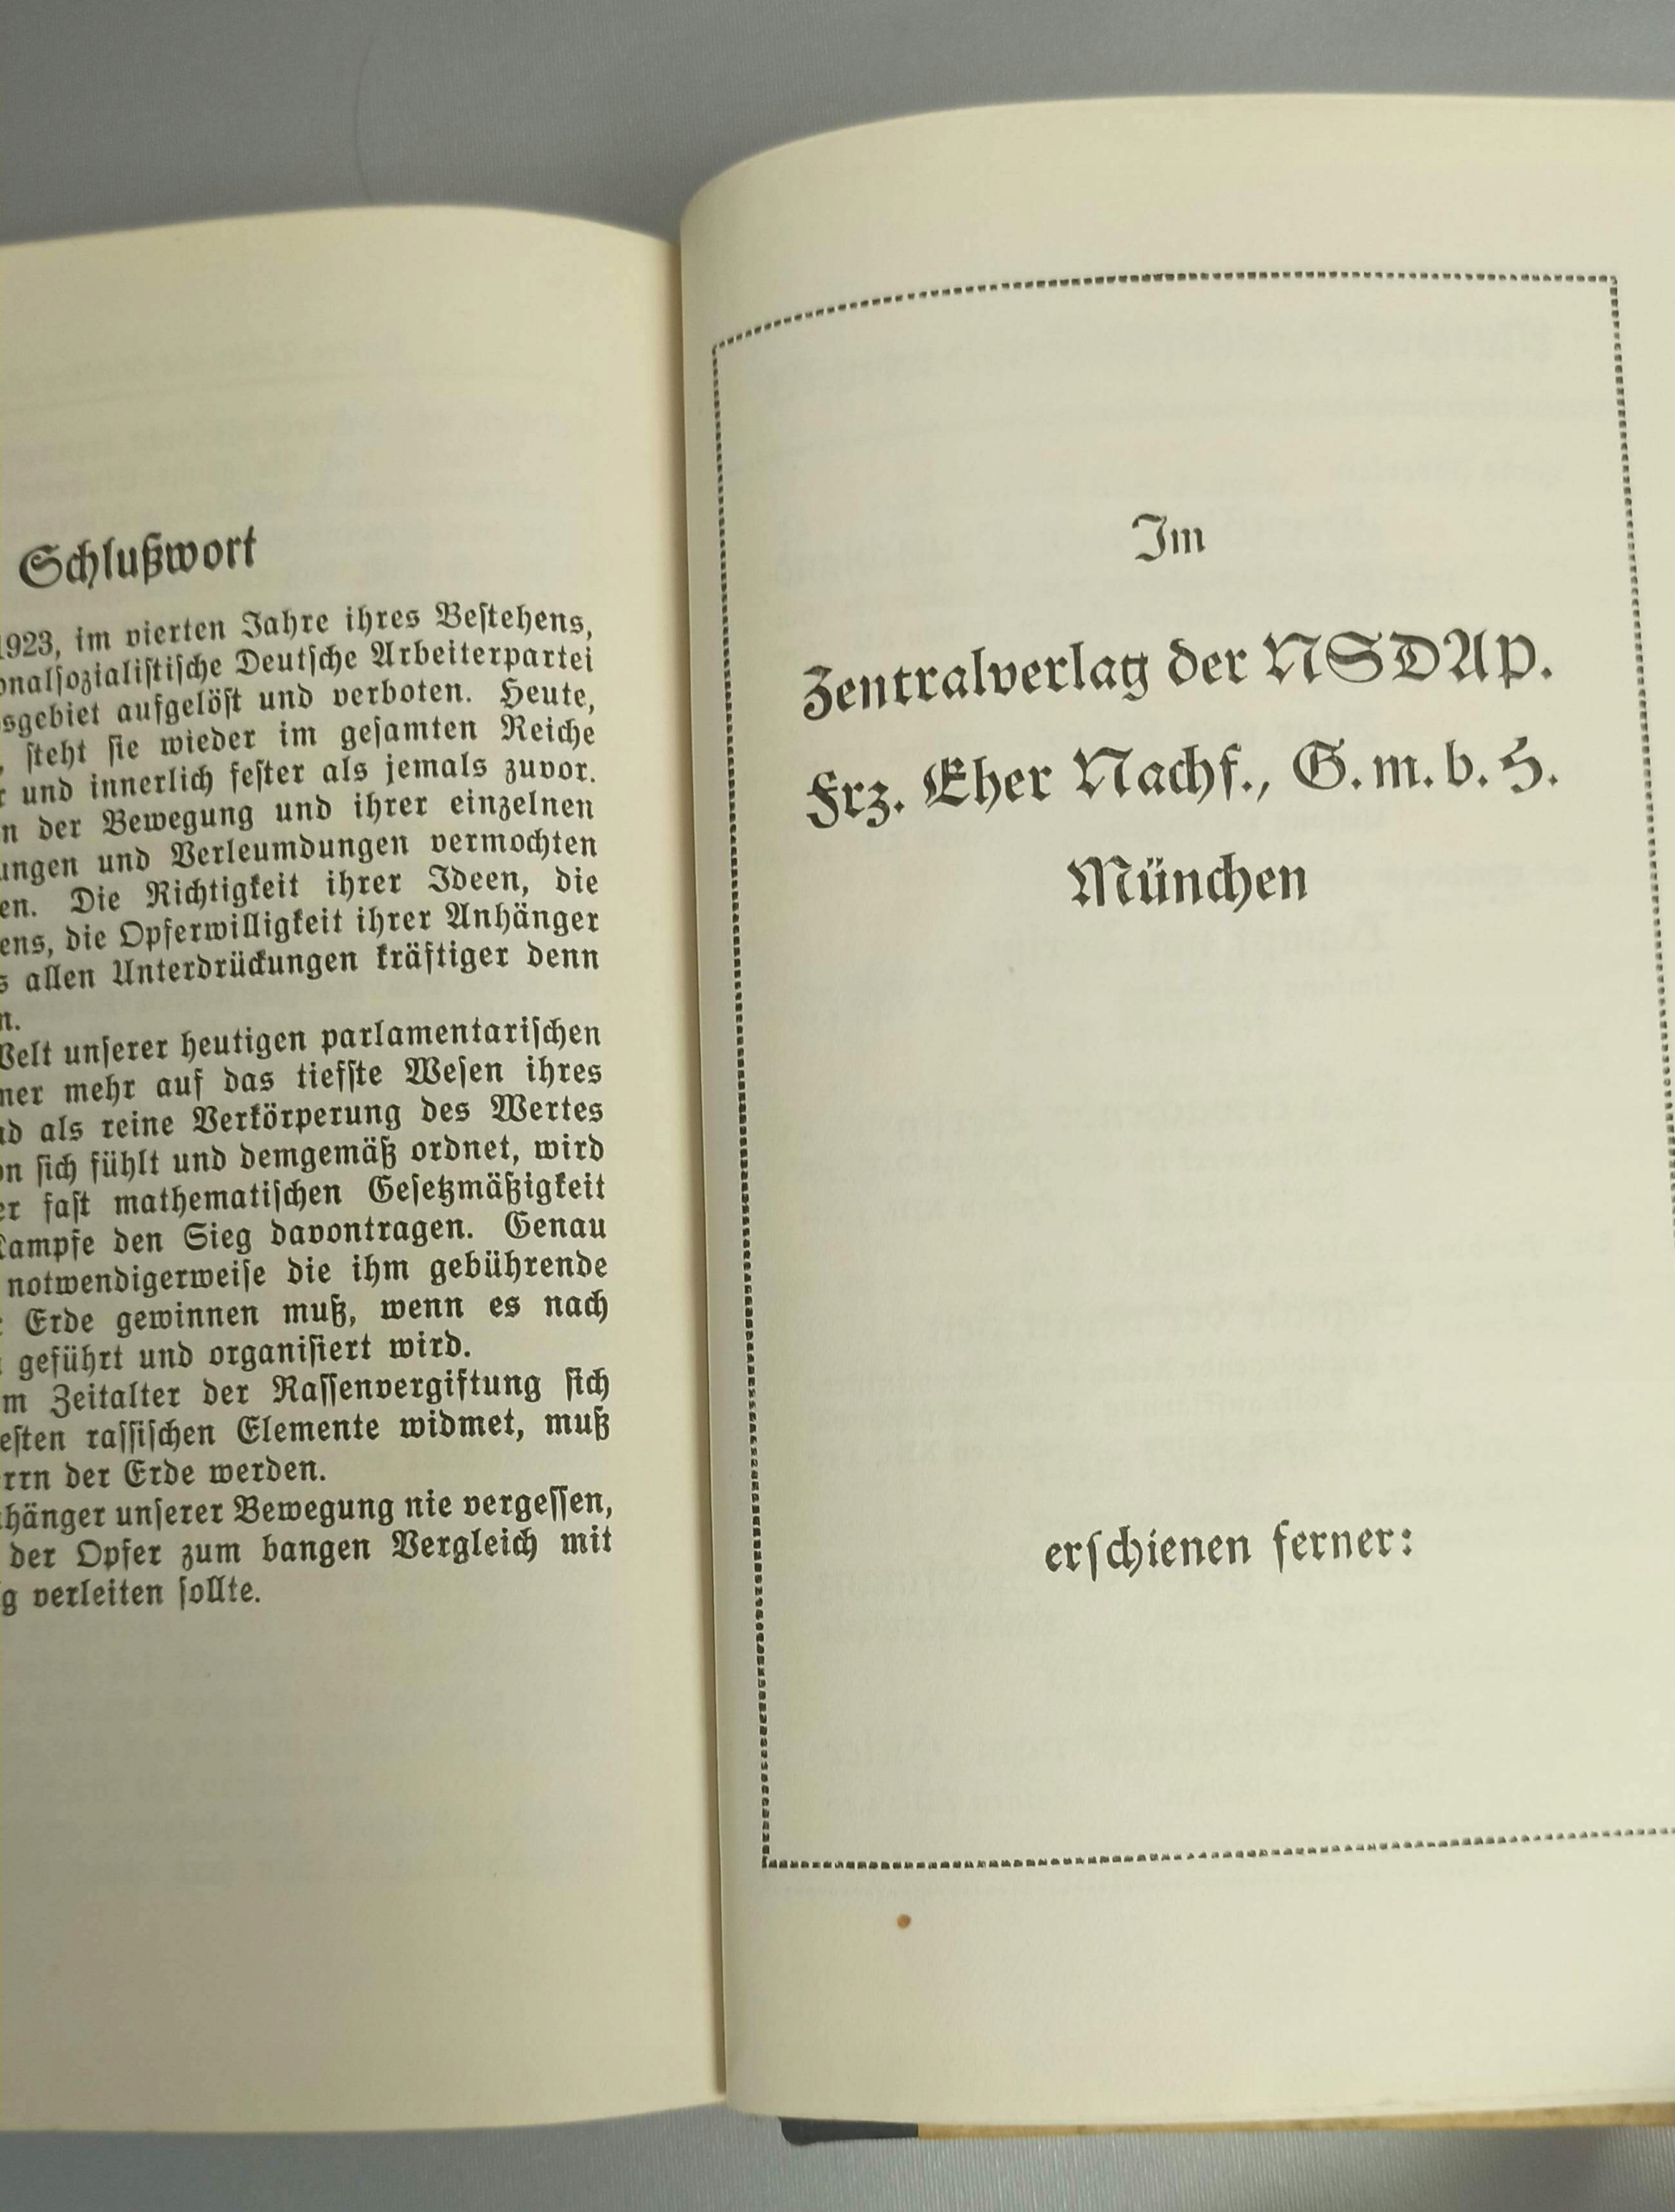 Schlußwort
1923, im vierten Jahre ihres Bestehens,
onalsozialistische Deutsche Arbeiterpartei
sgebiet aufgelöst und verboten. Heute,
, steht sie wieder im gesamten Reiche
r und innerlich fester als jemals zuvor.
n der Bewegung und ihrer einzelnen
ungen und Verleumdungen vermochten
en. Die Richtigkeit ihrer Ideen, die
ens, die Opferwilligkeit ihrer Anhänger
s allen Unterdrückungen kräftiger denn
n.
Welt unserer heutigen parlamentarischen
mer mehr auf das tiefste Wesen ihres
nd als reine Verkörperung des Wertes
on sich fühlt und demgemäß ordnet, wird
er fast mathematischen Gesetzmäßigkeit
Kampfe den Sieg davontragen. Genau
notwendigerweise die ihm gebührende
r Erde gewinnen muß, wenn es nach
n geführt und organisiert wird.
m Zeitalter der Rassenvergiftung sich
esten rassischen Elemente widmet, muß
rrn der Erde werden.
nhänger unserer Bewegung nie vergessen,
der Opfer zum bangen Vergleich mit
g verleiten sollte.
Im
Zentralverlag der NSDAP.
Frz. Eher Nachf., G.m.b.H.
München
erschienen ferner: